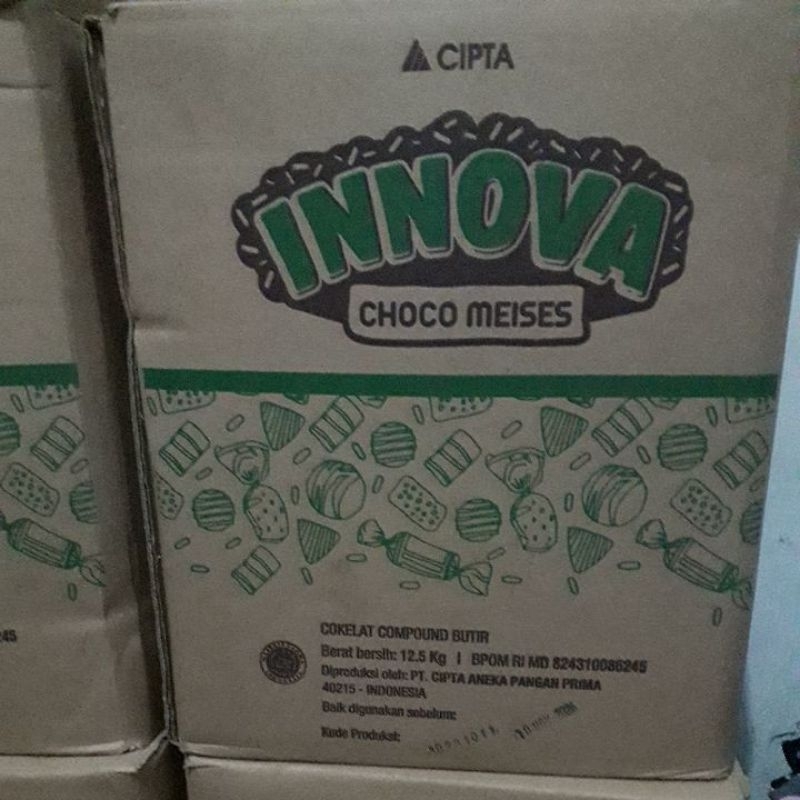 CIPTA
INNOVA
CHOCO MEISES
COKELAT COMPOUND BUTIR
Berat bersih: 12.5 Kg | BPOM RI MD 824310086245
Diproduksi oleh: PT. CIPTA ANEKA PANGAN PRIMA
40215 - INDONESIA
Baik digunakan sebelum:
Kode Produksi:
245